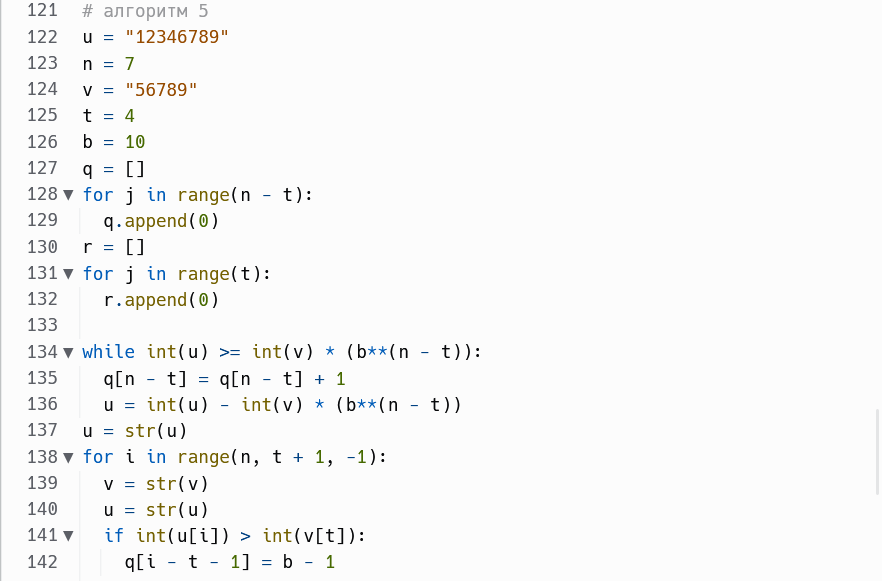 121 # алгоритм 5
122 u = "12346789"
123 n = 7
124 v = "56789"
125 t = 4
126 b = 10
127 q = []
128 ▼ for j in range(n - t):
129   q.append(0)
130 r = []
131 ▼ for j in range(t):
132   r.append(0)
133
134 ▼ while int(u) >= int(v) * (b**(n - t)):
135   q[n - t] = q[n - t] + 1
136   u = int(u) - int(v) * (b**(n - t))
137 u = str(u)
138 ▼ for i in range(n, t + 1, -1):
139   v = str(v)
140   u = str(u)
141 ▼   if int(u[i]) > int(v[t]):
142     q[i - t - 1] = b - 1